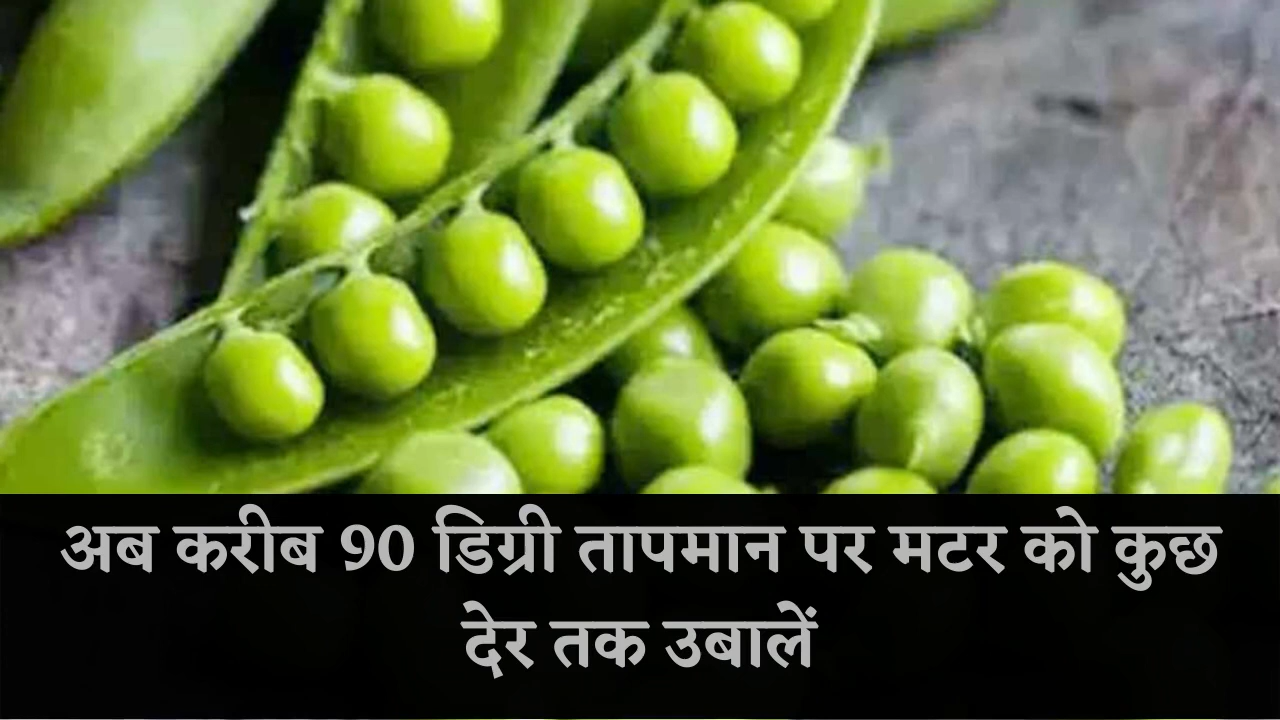 अब करीब 90 डिग्री तापमान पर मटर को कुछ
देर तक उबालें